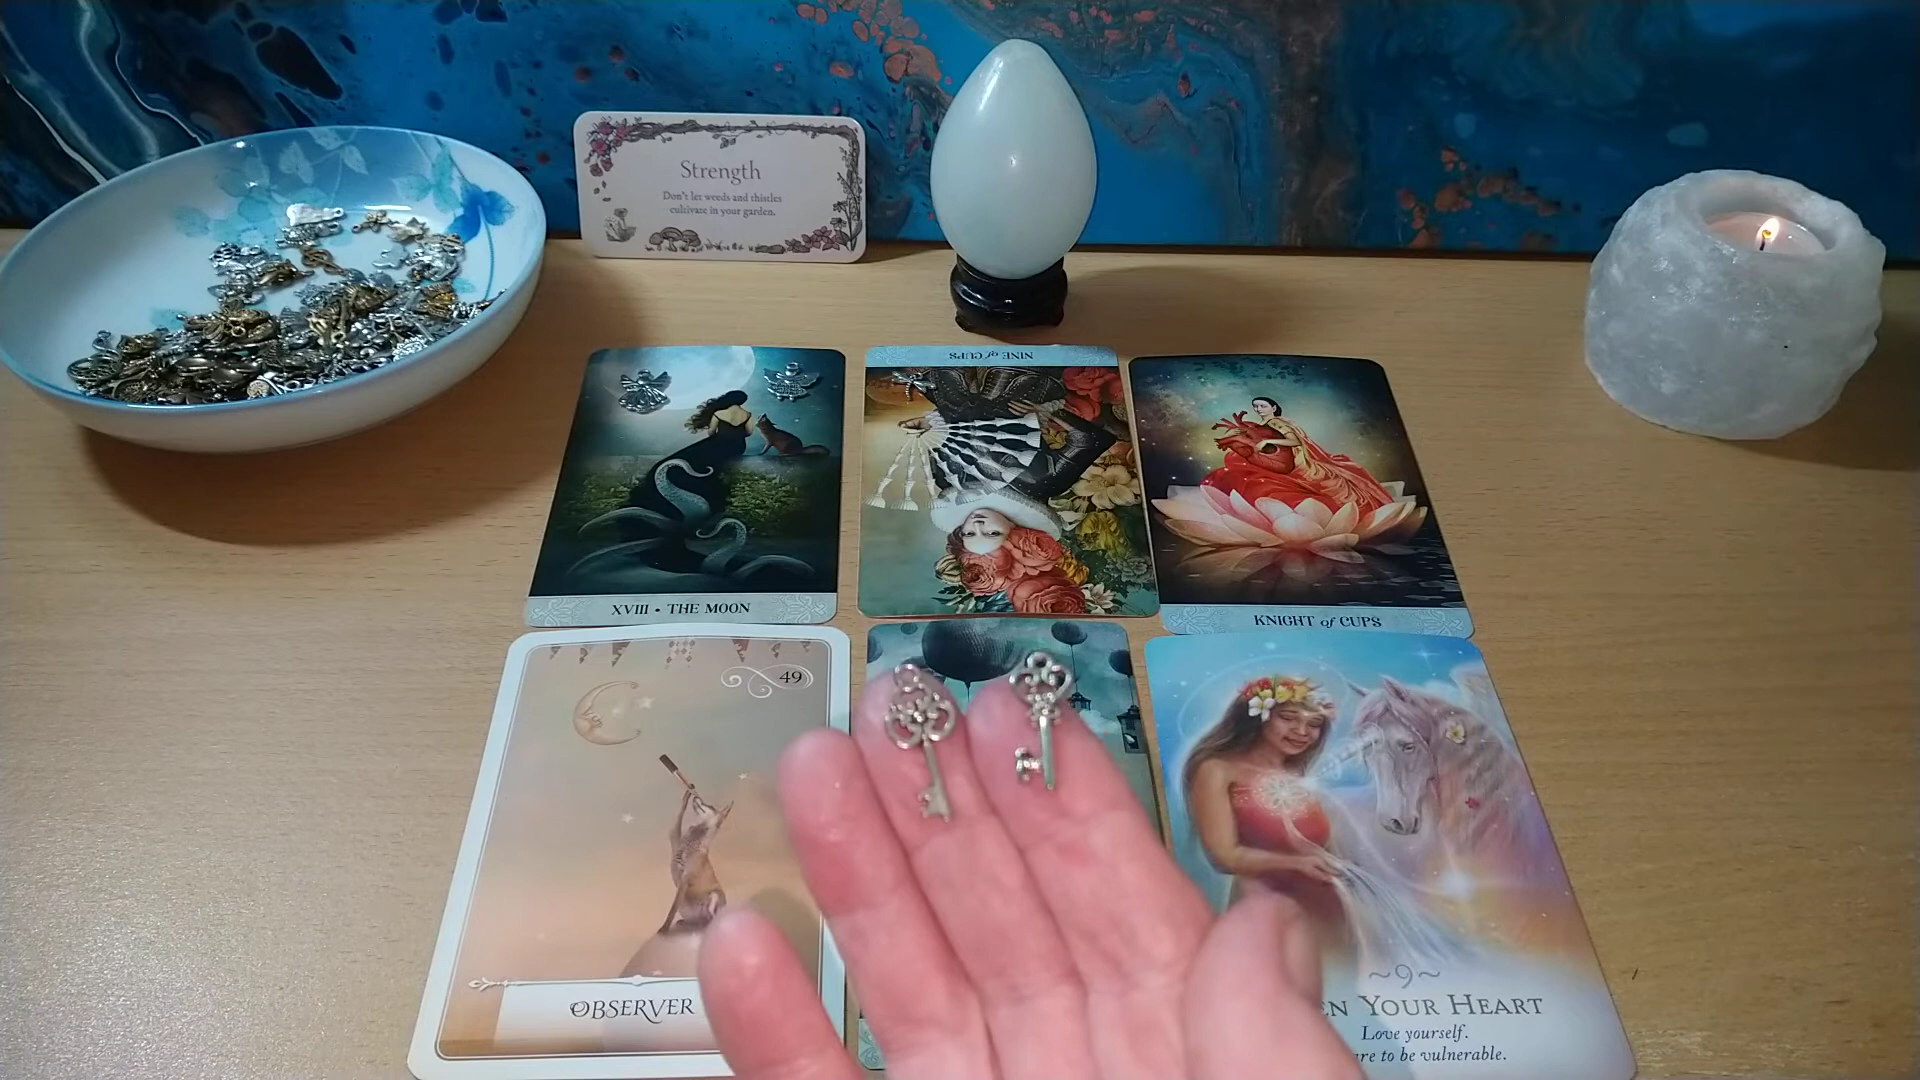 Strength
Don't let weeds and thistles
cultivate in your garden.
NINE of CUPS
XVIII • THE MOON
KNIGHT of CUPS
49
OBSERVER
~9~
EN YOUR HEART
Love yourself.
re to be vulnerable.